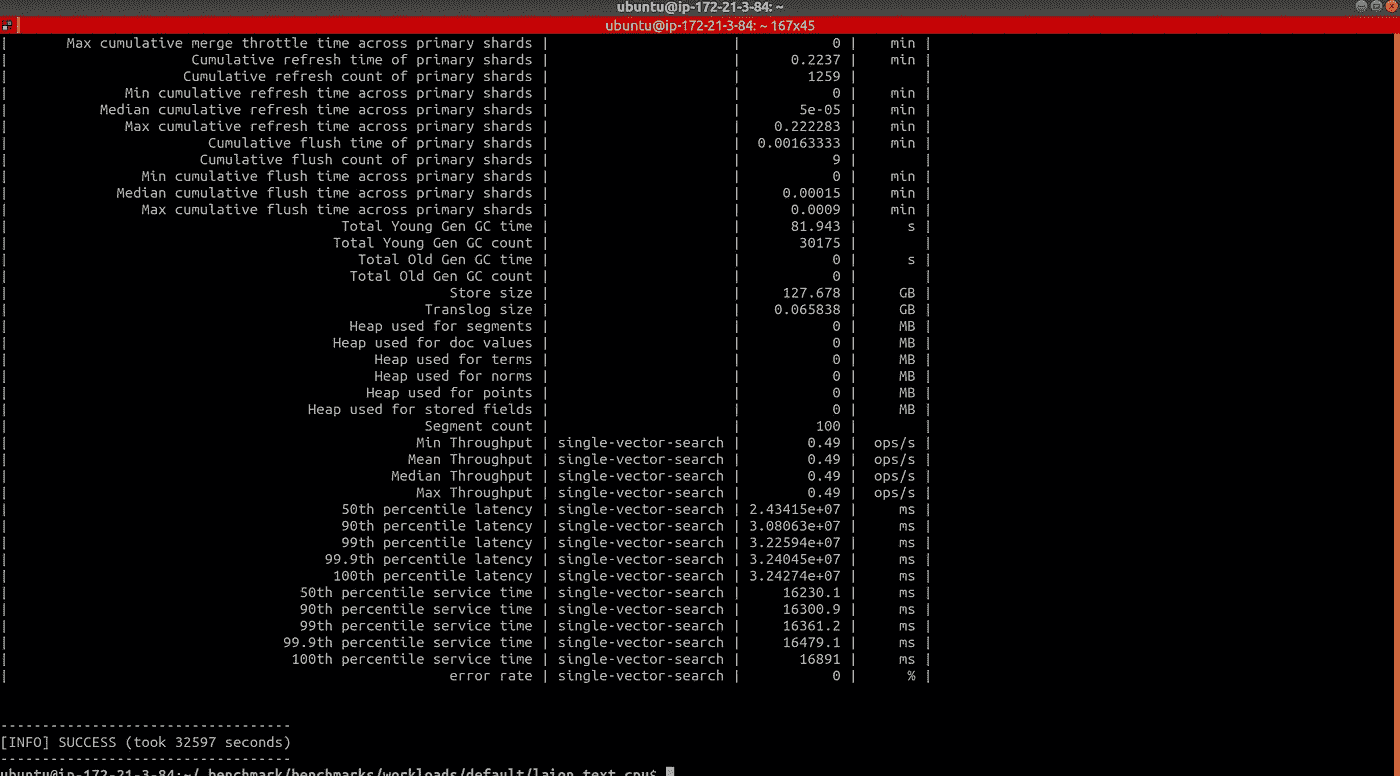 ubuntu@ip-172-21-3-84: ~
ubuntu@ip-172-21-3-84: ~ 167x45
| Max cumulative merge throttle time across primary shards | | 0 | min |
| Cumulative refresh time of primary shards | | 0.2237 | min |
| Cumulative refresh count of primary shards | | 1259 | |
| Min cumulative refresh time across primary shards | | 0 | min |
| Median cumulative refresh time across primary shards | | 5e-05 | min |
| Max cumulative refresh time across primary shards | | 0.222283 | min |
| Cumulative flush time of primary shards | | 0.00163333 | min |
| Cumulative flush count of primary shards | | 9 | |
| Min cumulative flush time across primary shards | | 0 | min |
| Median cumulative flush time across primary shards | | 0.00015 | min |
| Max cumulative flush time across primary shards | | 0.0009 | min |
| Total Young Gen GC time | | 81.943 | s |
| Total Young Gen GC count | | 30175 | |
| Total Old Gen GC time | | 0 | s |
| Total Old Gen GC count | | 0 | |
| Store size | | 127.678 | GB |
| Translog size | | 0.065838 | GB |
| Heap used for segments | | 0 | MB |
| Heap used for doc values | | 0 | MB |
| Heap used for terms | | 0 | MB |
| Heap used for norms | | 0 | MB |
| Heap used for points | | 0 | MB |
| Heap used for stored fields | | 0 | MB |
| Segment count | | 100 | |
| Min Throughput | single-vector-search | 0.49 | ops/s |
| Mean Throughput | single-vector-search | 0.49 | ops/s |
| Median Throughput | single-vector-search | 0.49 | ops/s |
| Max Throughput | single-vector-search | 0.49 | ops/s |
| 50th percentile latency | single-vector-search | 2.43415e+07 | ms |
| 90th percentile latency | single-vector-search | 3.08063e+07 | ms |
| 99th percentile latency | single-vector-search | 3.22594e+07 | ms |
| 99.9th percentile latency | single-vector-search | 3.24045e+07 | ms |
| 100th percentile latency | single-vector-search | 3.24274e+07 | ms |
| 50th percentile service time | single-vector-search | 16230.1 | ms |
| 90th percentile service time | single-vector-search | 16300.9 | ms |
| 99th percentile service time | single-vector-search | 16361.2 | ms |
| 99.9th percentile service time | single-vector-search | 16479.1 | ms |
| 100th percentile service time | single-vector-search | 16891 | ms |
| error rate | single-vector-search | 0 | % |
-----------------------------------
[INFO] SUCCESS (took 32597 seconds)
-----------------------------------
ubuntu@ip-172-21-3-84:~/.benchmark/benchmarks/workloads/default/laion_text_cpu$